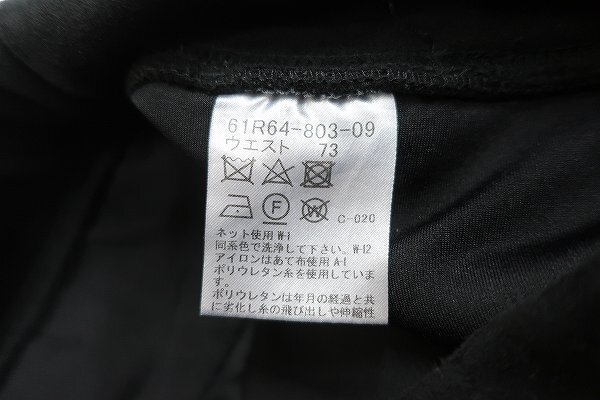 61R64-803-09
ウエスト 73
F W C-020
ネット使用 W-1
同系色で洗浄して下さい。W-12
アイロンはあて布使用 A-1
ポリウレタン糸を使用していま
す。
ポリウレタンは年月の経過と共
に劣化し糸の飛び出しや伸縮性